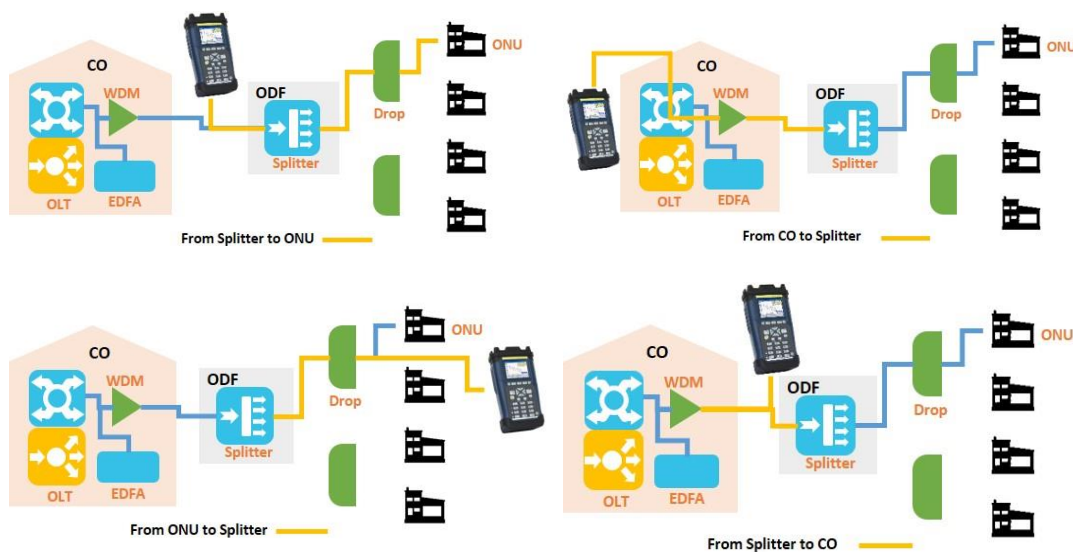 CO
WDM
OLT
EDFA
ODF
Splitter
Drop
ONU
From Splitter to ONU
CO
WDM
OLT
EDFA
ODF
Splitter
Drop
ONU
From CO to Splitter
CO
WDM
OLT
EDFA
ODF
Splitter
Drop
ONU
From ONU to Splitter
CO
WDM
OLT
EDFA
ODF
Splitter
Drop
ONU
From Splitter to CO